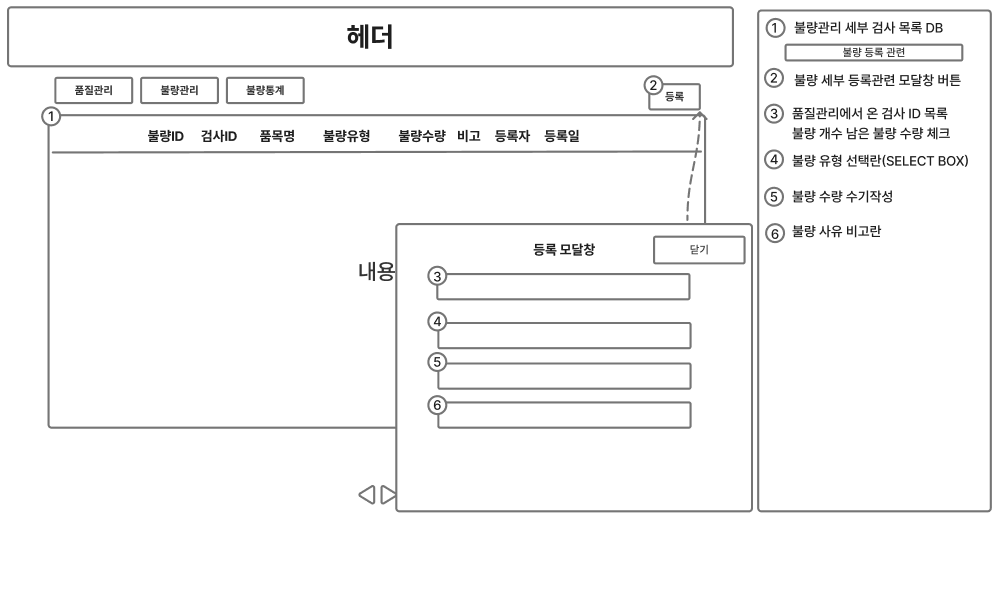 헤더
품질관리
불량관리
불량통계
2
등록
1
불량ID 검사ID 품목명 불량유형 불량수량 비고 등록자 등록일
내용
등록 모달창
닫기
3
4
5
6
1 불량관리 세부 검사 목록 DB
불량 등록 관련
2 불량 세부 등록관련 모달창 버튼
3 품질관리에서 온 검사 ID 목록
불량 개수 남은 불량 수량 체크
4 불량 유형 선택란(SELECT BOX)
5 불량 수량 수기작성
6 불량 사유 비고란